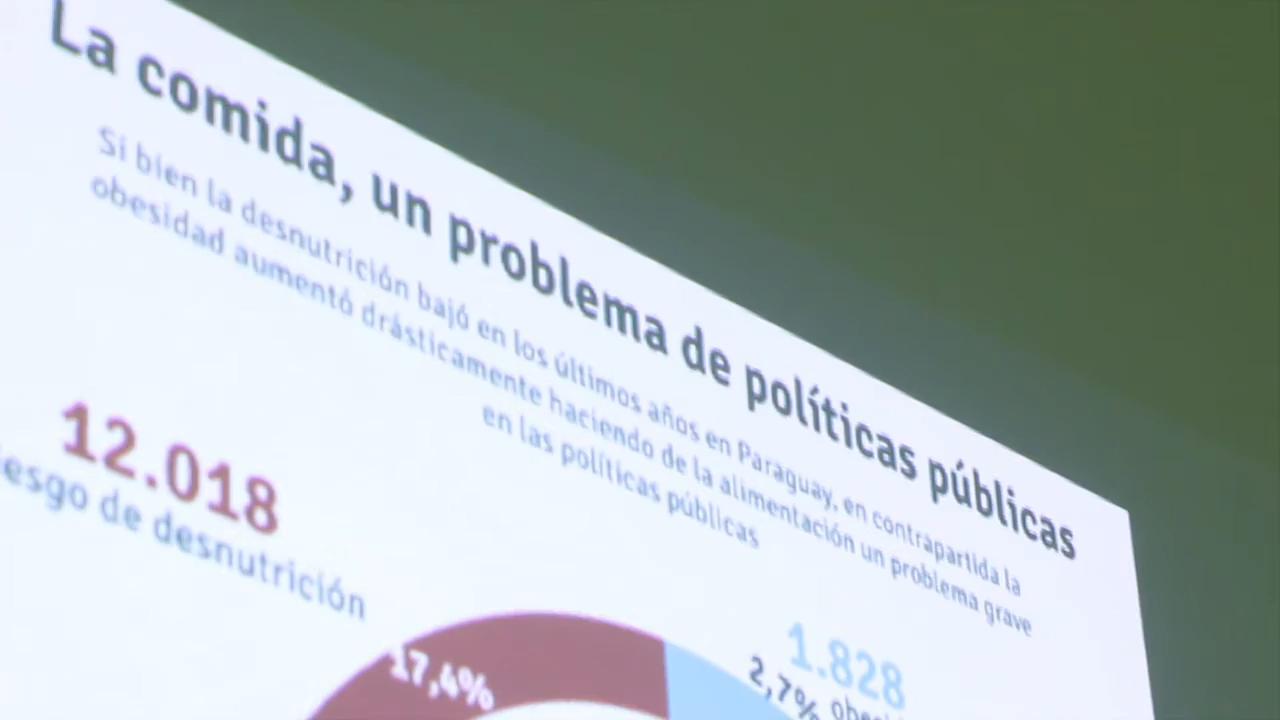 La comida, un problema de políticas públicas
Si bien la desnutrición bajó en los últimos años en Paraguay, en contrapartida la
obesidad aumentó drásticamente haciendo de la alimentación un problema grave
en las políticas públicas
12.018
esgo de desnutrición
17,4%
1.828
2,7%